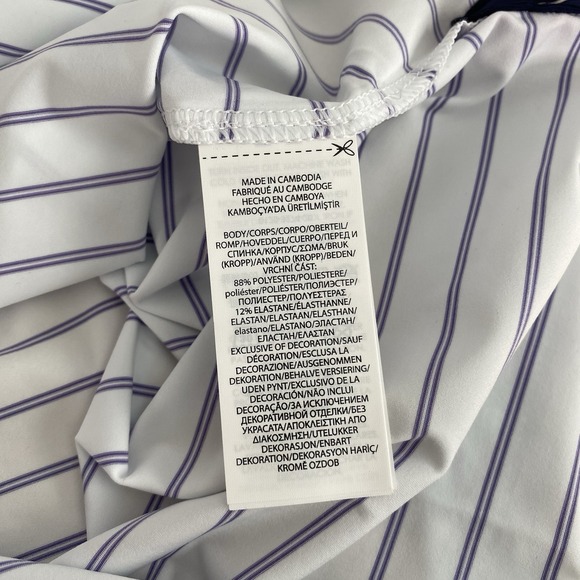 MADE IN CAMBODIA
FABRIQUÉ AU CAMBODGE
HECHO EN CAMBOYA
KAMBOÇYA'DA ÜRETİLMİŞTİR
BODY/CORPS/CORPO/OBERTEIL/
ROMP/HOVEDDEL/CUERPO/ПЕРЕД И
СПИНКА/КОРПУС/ΣΩΜΑ/BRUK
(KROPP)/ANVÄND (KROPP)/BEDEN/
VRCHNÍ ČÁST:
88% POLYESTER/POLIESTERE/
poliéster/POLIÉSTER/ПОЛИЭСТЕР/
ПОЛИЕСТЕР/ΠΟΛΥΕΣΤΕΡΑΣ
12% ELASTANE/ÉLASTHANNE/
ELASTAN/ELASTAAN/ELASTHAN/
elastano/ELASTANO/ЭЛАСТАН/
ЕЛАСТАН/ΕΛΑΣΤΑΝ
EXCLUSIVE OF DECORATION/SAUF
DÉCORATION/ESCLUSA LA
DECORAZIONE/AUSGENOMMEN
DEKORATION/BEHALVE VERSIERING/
UDEN PYNT/EXCLUSIVO DE LA
DECORACIÓN/NÃO INCLUI
DECORAÇÃO/ЗА ИСКЛЮЧЕНИЕМ
ДЕКОРАТИВНОЙ ОТДЕЛКИ/БЕЗ
УКРАСАТА/ΑΠΟΚΛΕΙΣΤΙΚΗ ΑΠΟ
ΔΙΑΚΟΣΜΗΣΗ/UTELUKKER
DEKORASJON/ENBART
DEKORATION/DEKORASYON HARİÇ/
KROMĚ OZDOB